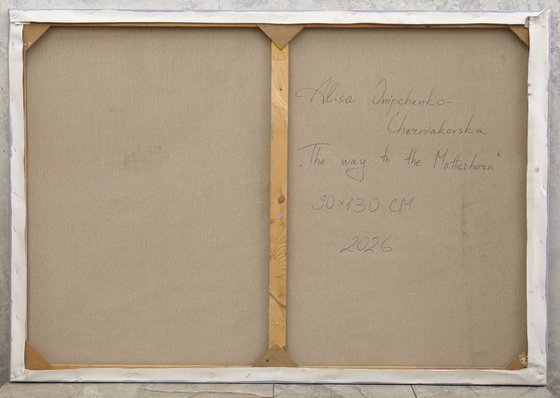 Alisa Onipchenko-
Cherniakovska
„The way to the Matterhorn"
90×130 CM
2026